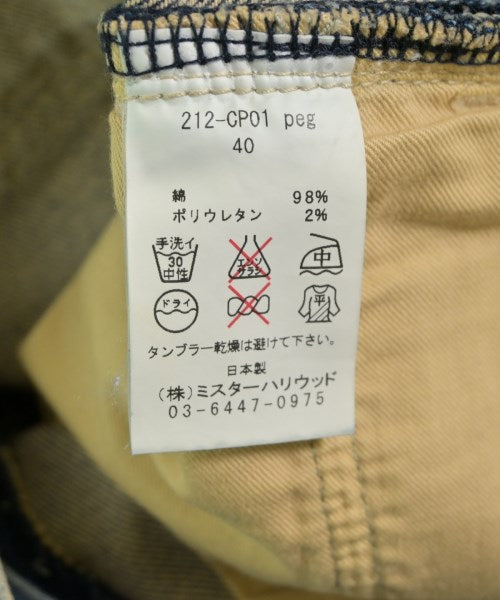 212-CP01 peg
40
綿 98%
ポリウレタン 2%
手洗イ
30
中性
エンソ
サラシ
中
ドライ
平
タンブラー乾燥は避けて下さい。
日本製
(株)ミスターハリウッド
03-6447-0975